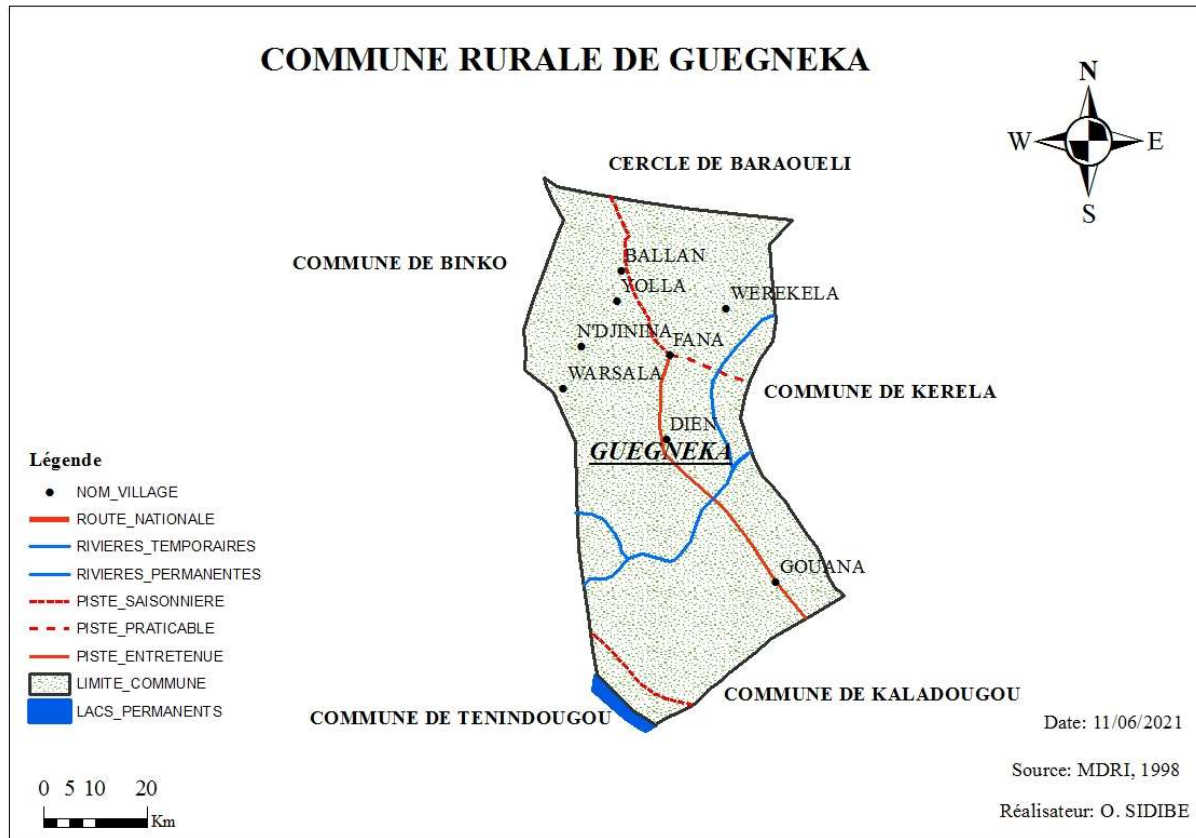 COMMUNE RURALE DE GUEGNEKA
N
W E
S
CERCLE DE BARAOUELI
COMMUNE DE BINKO
BALLAN
YOLLA
WEREKELA
N'DJININA
FANA
WARSALA
COMMUNE DE KERELA
DIEN
GUEGNEKA
GOUANA
COMMUNE DE KALADOUGOU
COMMUNE DE TENINDOUGOU
Légende
NOM_VILLAGE
ROUTE_NATIONALE
RIVIERES_TEMPORAIRES
RIVIERES_PERMANENTES
PISTE_SAISONNIERE
PISTE_PRATICABLE
PISTE_ENTRETENUE
LIMITE_COMMUNE
LACS_PERMANENTS
0 5 10 20
Km
Date: 11/06/2021
Source: MDRI, 1998
Réalisateur: O. SIDIBE